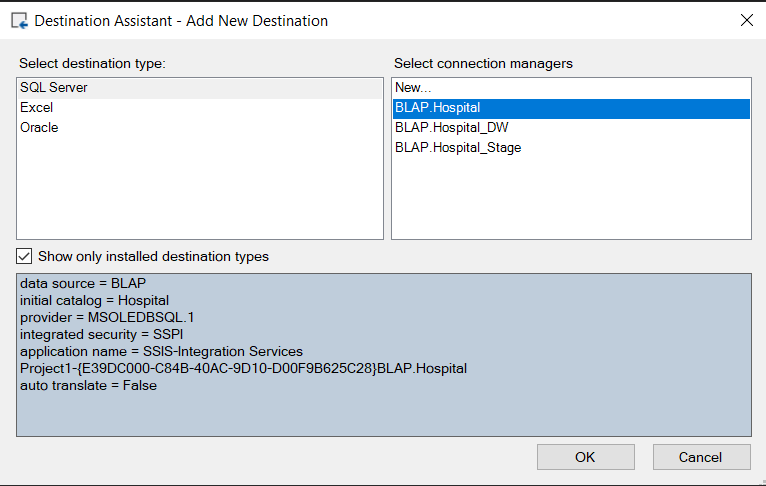 Destination Assistant - Add New Destination
Select destination type:
SQL Server
Excel
Oracle
Select connection managers
New...
BLAP.Hospital
BLAP.Hospital_DW
BLAP.Hospital_Stage
Show only installed destination types
data source = BLAP
initial catalog = Hospital
provider = MSOLEDBSQL.1
integrated security = SSPI
application name = SSIS-Integration Services
Project1-{E39DC000-C84B-40AC-9D10-D00F9B625C28}BLAP.Hospital
auto translate = False
OK
Cancel